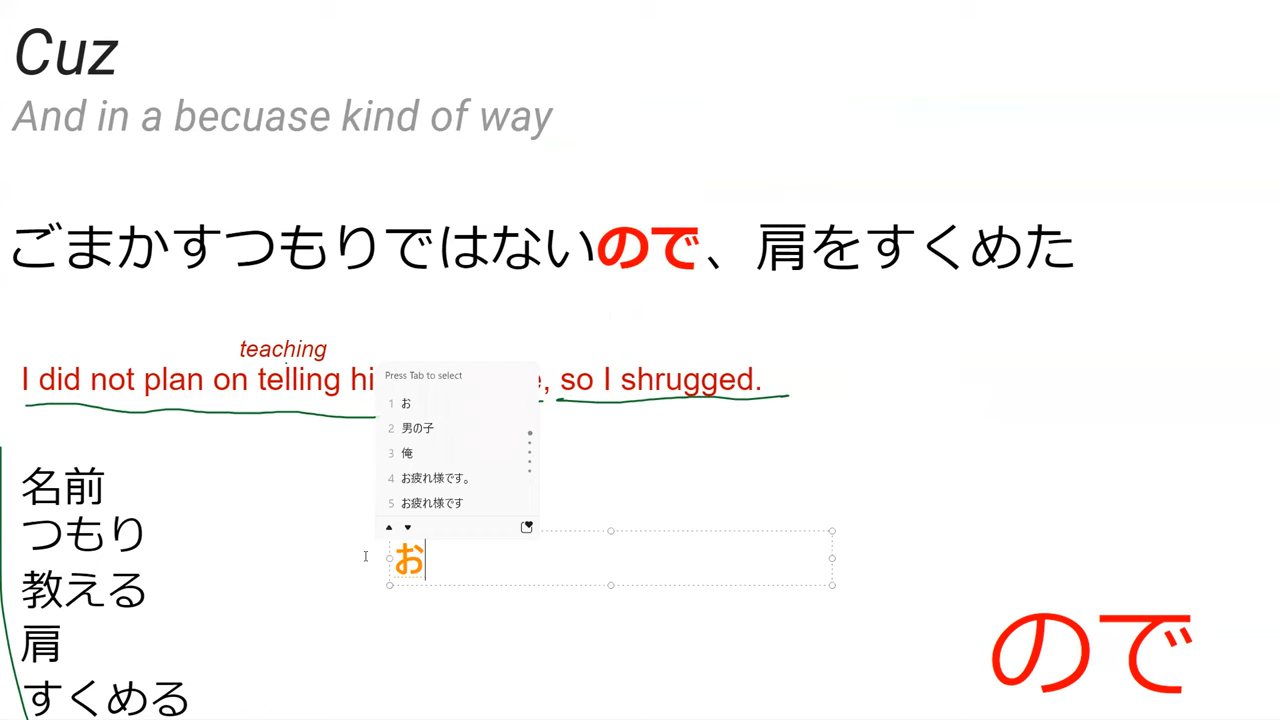 Cuz
And in a becuase kind of way
ごまかすつもりではないので、肩をすくめた
teaching
I did not plan on telling hi , so I shrugged.
Press Tab to select
1 お
2 男の子
3 俺
4 お疲れ様です。
5 お疲れ様です
名前
つもり
お
教える
肩
すくめる
ので